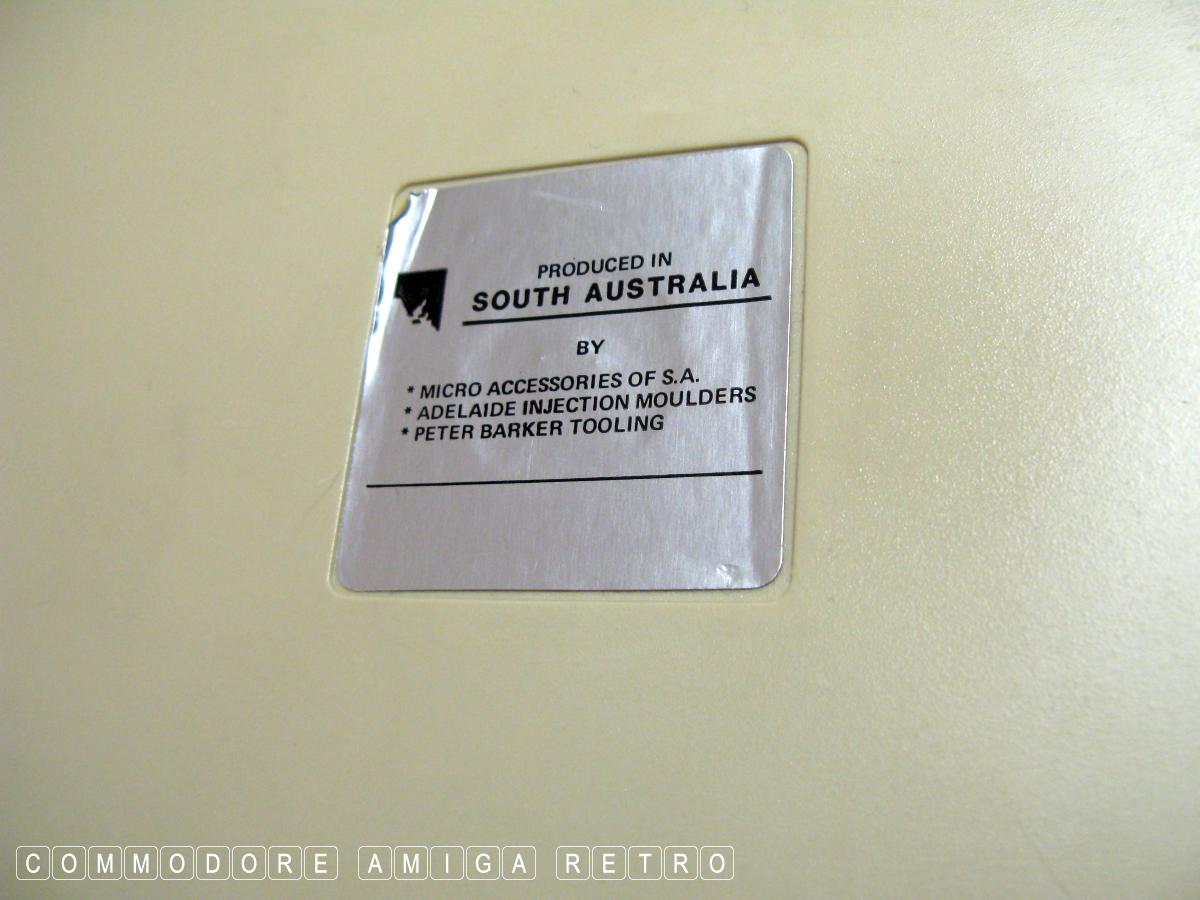 PRODUCED IN
SOUTH AUSTRALIA
BY
* MICRO ACCESSORIES OF S.A.
* ADELAIDE INJECTION MOULDERS
* PETER BARKER TOOLING
COMMODORE AMIGA RETRO